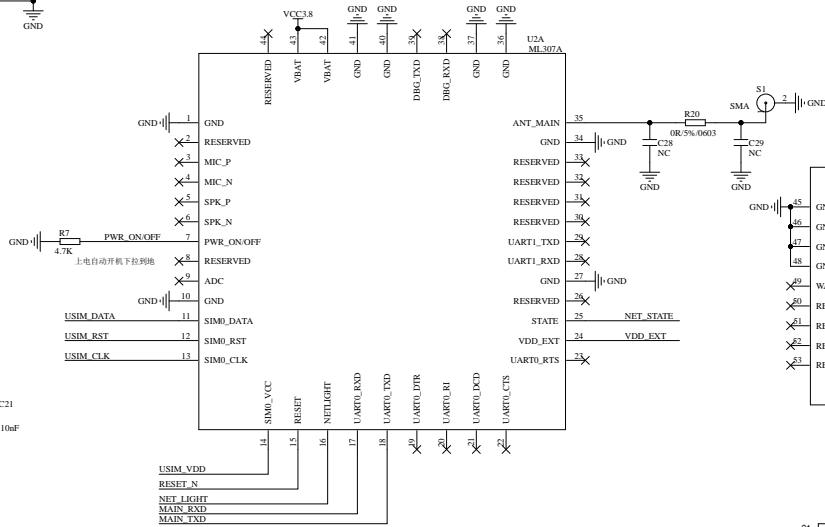 GND
VCC3.8
GND
GND
GND
GND
U2A
ML307A
44
43
42
41
40
39
38
37
36
RESERVED
VBAT
VBAT
GND
GND
DBG_TXD
DBG_RXD
GND
GND
GND 1 GND
2 RESERVED
3 MIC_P
4 MIC_N
5 SPK_P
6 SPK_N
GND R7 4.7K PWR_ON/OFF 7 PWR_ON/OFF
上电自动开机下拉到地
8 RESERVED
9 ADC
GND 10 GND
USIM_DATA 11 SIM0_DATA
USIM_RST 12 SIM0_RST
USIM_CLK 13 SIM0_CLK
ANT_MAIN 35
GND 34 GND
RESERVED 33
RESERVED 32
RESERVED 31
RESERVED 30
UART1_TXD 29
UART1_RXD 28
GND 27 GND
RESERVED 26
STATE 25 NET_STATE
VDD_EXT 24 VDD_EXT
UART0_RTS 23
SIM0_VCC
RESET
NETLIGHT
UART0_RXD
UART0_TXD
UART0_DTR
UART0_RI
UART0_DCD
UART0_CTS
14
15
16
17
18
19
20
21
22
USIM_VDD
RESET_N
NET_LIGHT
MAIN_RXD
MAIN_TXD
C21
10nF
S1
SMA
2
GND
R20
0R/5%/0603
C28
NC
C29
NC
GND
GND
GND 45
46
47
48
49
50
51
52
53